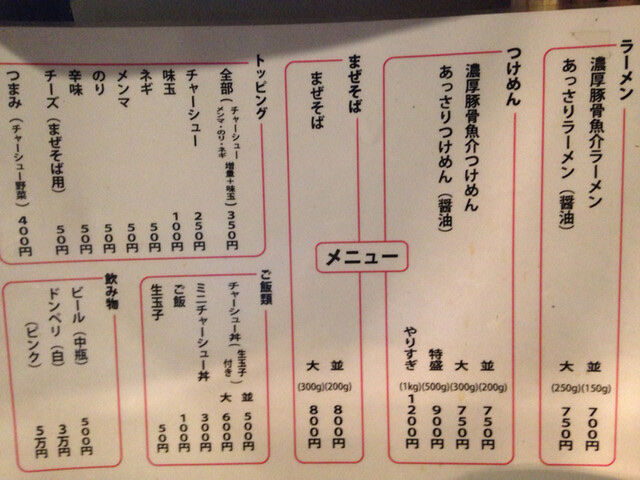 メニュー
ラーメン
濃厚豚骨魚介ラーメン
あっさりラーメン（醤油）
並(150g)700円
大(250g)750円
つけめん
濃厚豚骨魚介つけめん
あっさりつけめん（醤油）
並(200g)750円
大(300g)750円
特盛(500g)900円
やりすぎ(1kg)1200円
まぜそば
まぜそば
並(200g)800円
大(300g)800円
トッピング
全部（チャーシュー増量+味玉メンマ・のり・ネギ）350円
チャーシュー 250円
味玉 100円
ネギ 50円
メンマ 50円
のり 50円
辛味 50円
チーズ（まぜそば用）50円
つまみ（チャーシュー野菜）400円
ご飯類
チャーシュー丼（生玉子付き）並 500円
大 600円
ミニチャーシュー丼 300円
ご飯 100円
生玉子 50円
飲み物
ビール（中瓶）500円
ドンペリ（白）3万円
（ピンク）5万円